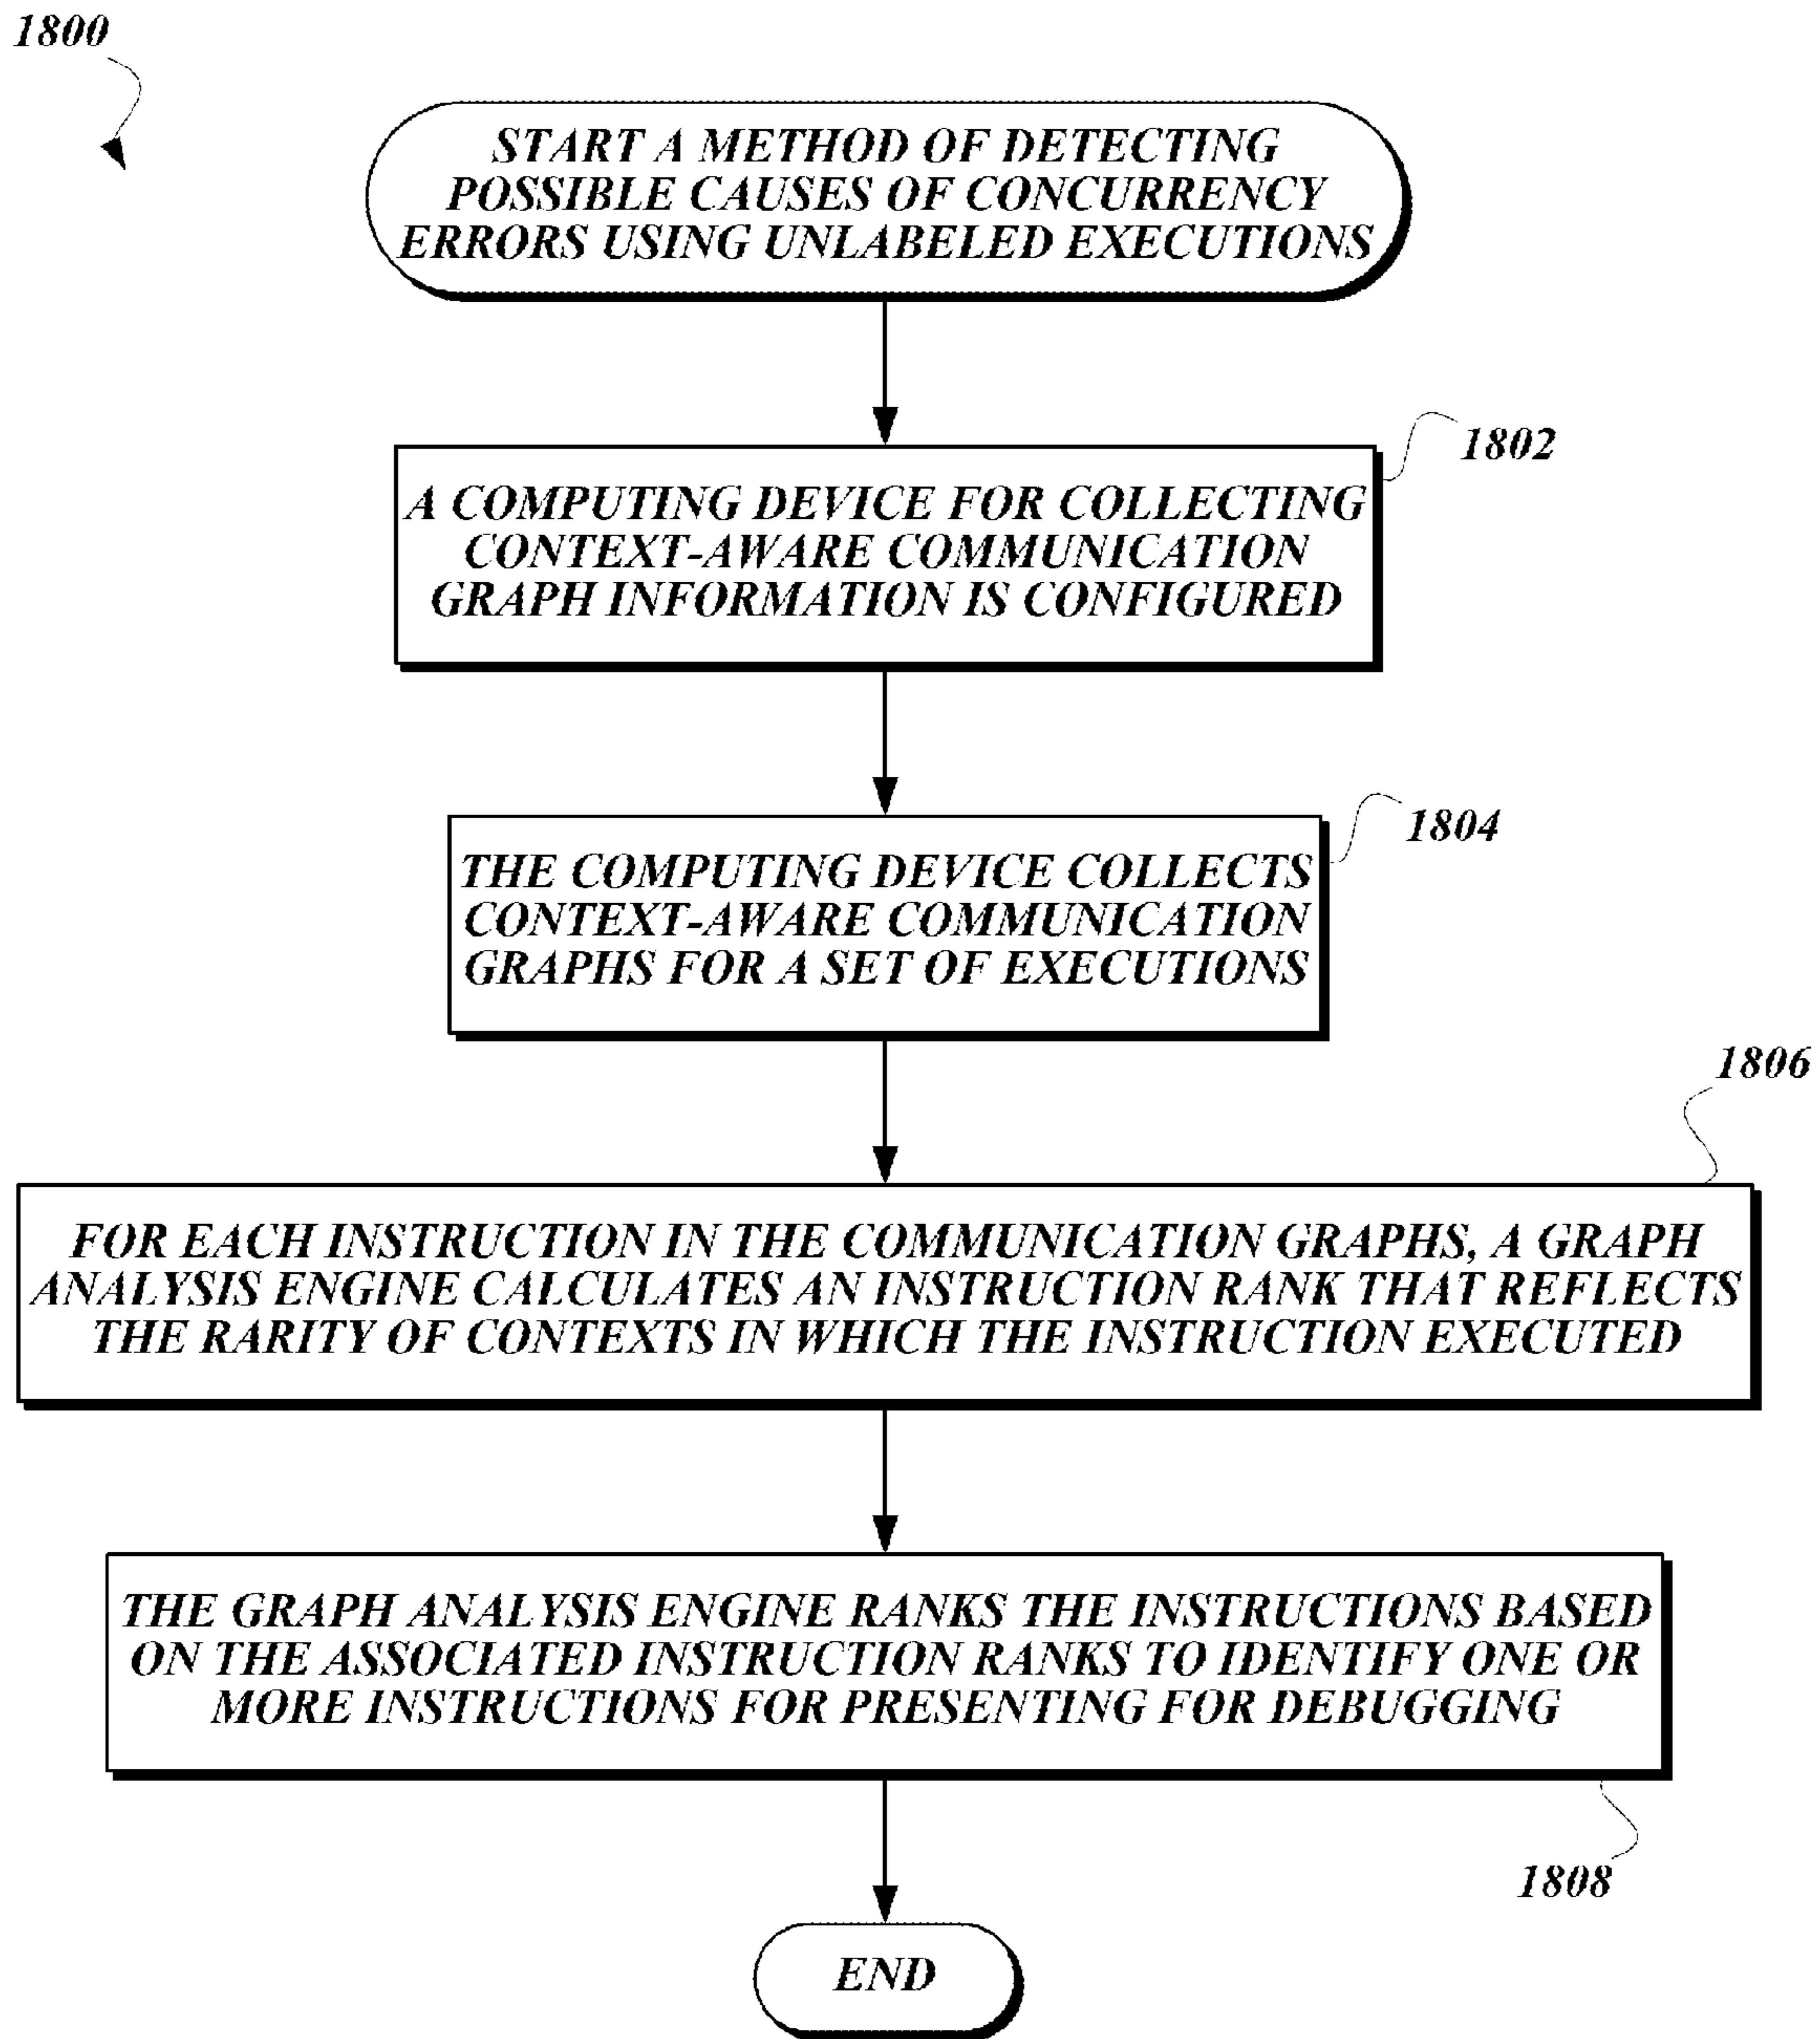 1800
START A METHOD OF DETECTING
POSSIBLE CAUSES OF CONCURRENCY
ERRORS USING UNLABELED EXECUTIONS
1802
A COMPUTING DEVICE FOR COLLECTING
CONTEXT-AWARE COMMUNICATION
GRAPH INFORMATION IS CONFIGURED
1804
THE COMPUTING DEVICE COLLECTS
CONTEXT-AWARE COMMUNICATION
GRAPHS FOR A SET OF EXECUTIONS
1806
FOR EACH INSTRUCTION IN THE COMMUNICATION GRAPHS, A GRAPH
ANALYSIS ENGINE CALCULATES AN INSTRUCTION RANK THAT REFLECTS
THE RARITY OF CONTEXTS IN WHICH THE INSTRUCTION EXECUTED
THE GRAPH ANALYSIS ENGINE RANKS THE INSTRUCTIONS BASED
ON THE ASSOCIATED INSTRUCTION RANKS TO IDENTIFY ONE OR
MORE INSTRUCTIONS FOR PRESENTING FOR DEBUGGING
1808
END